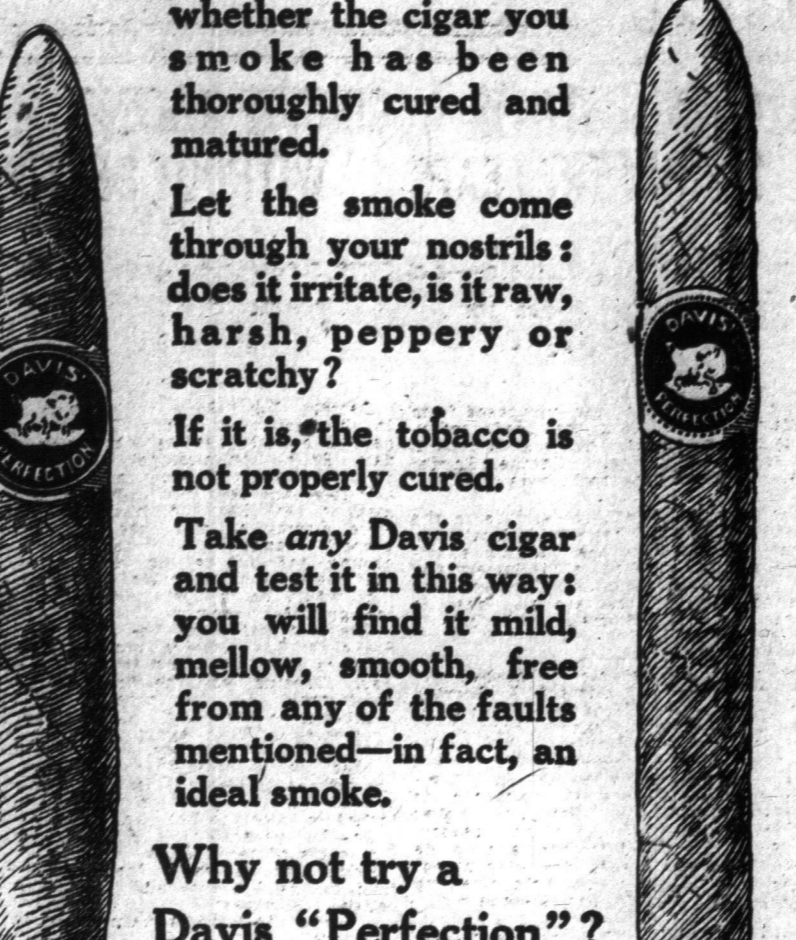 whether the cigar you
smoke has been
thoroughly cured and
matured.
Let the smoke come
through your nostrils:
does it irritate, is it raw,
harsh, peppery or
scratchy?
If it is, the tobacco is
not properly cured.
Take any Davis cigar
and test it in this way:
you will find it mild,
mellow, smooth, free
from any of the faults
mentioned—in fact, an
ideal smoke.
Why not try a
Davis "Perfection"?
DAVIS'
PERFECTION
DAVIS'
PERFECTION